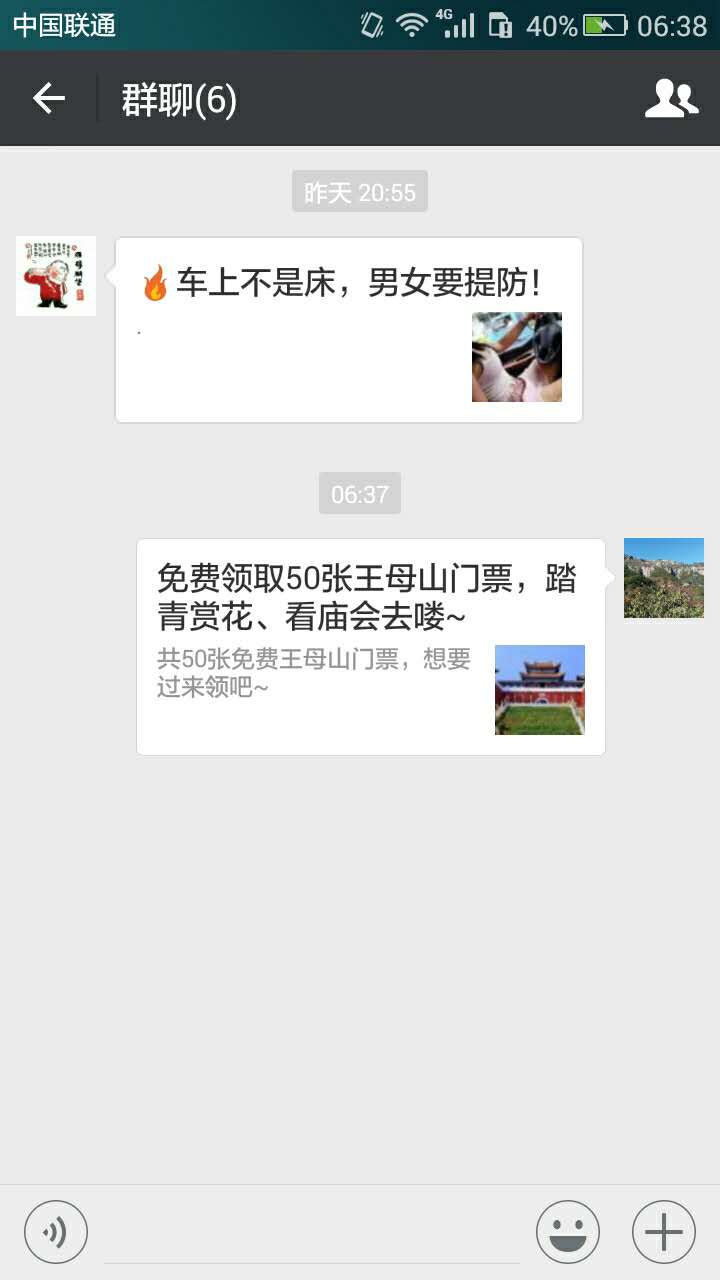 中国联通
4G
40%
06:38
群聊(6)
昨天 20:55
🔥车上不是床，男女要提防！
.
06:37
免费领取50张王母山门票，踏
青赏花、看庙会去喽~
共50张免费王母山门票，想要
过来领吧~